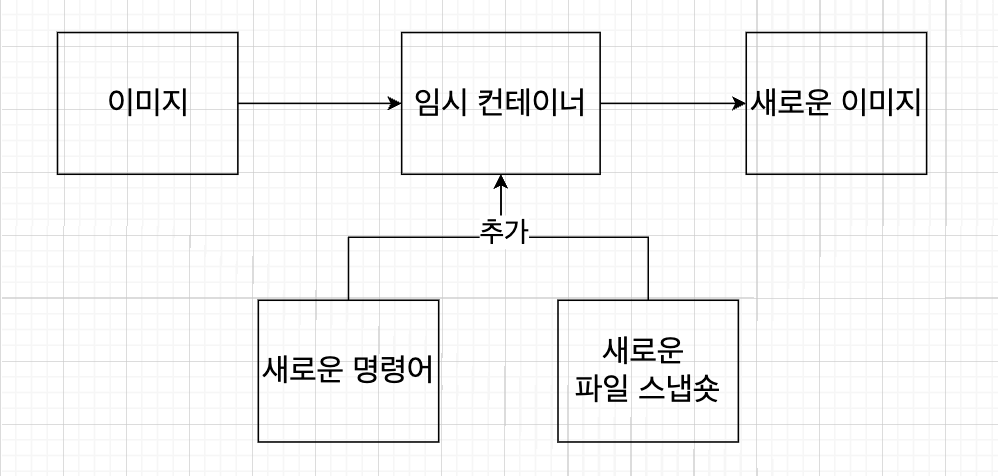 이미지
임시 컨테이너
새로운 이미지
추가
새로운 명령어
새로운
파일 스냅숏